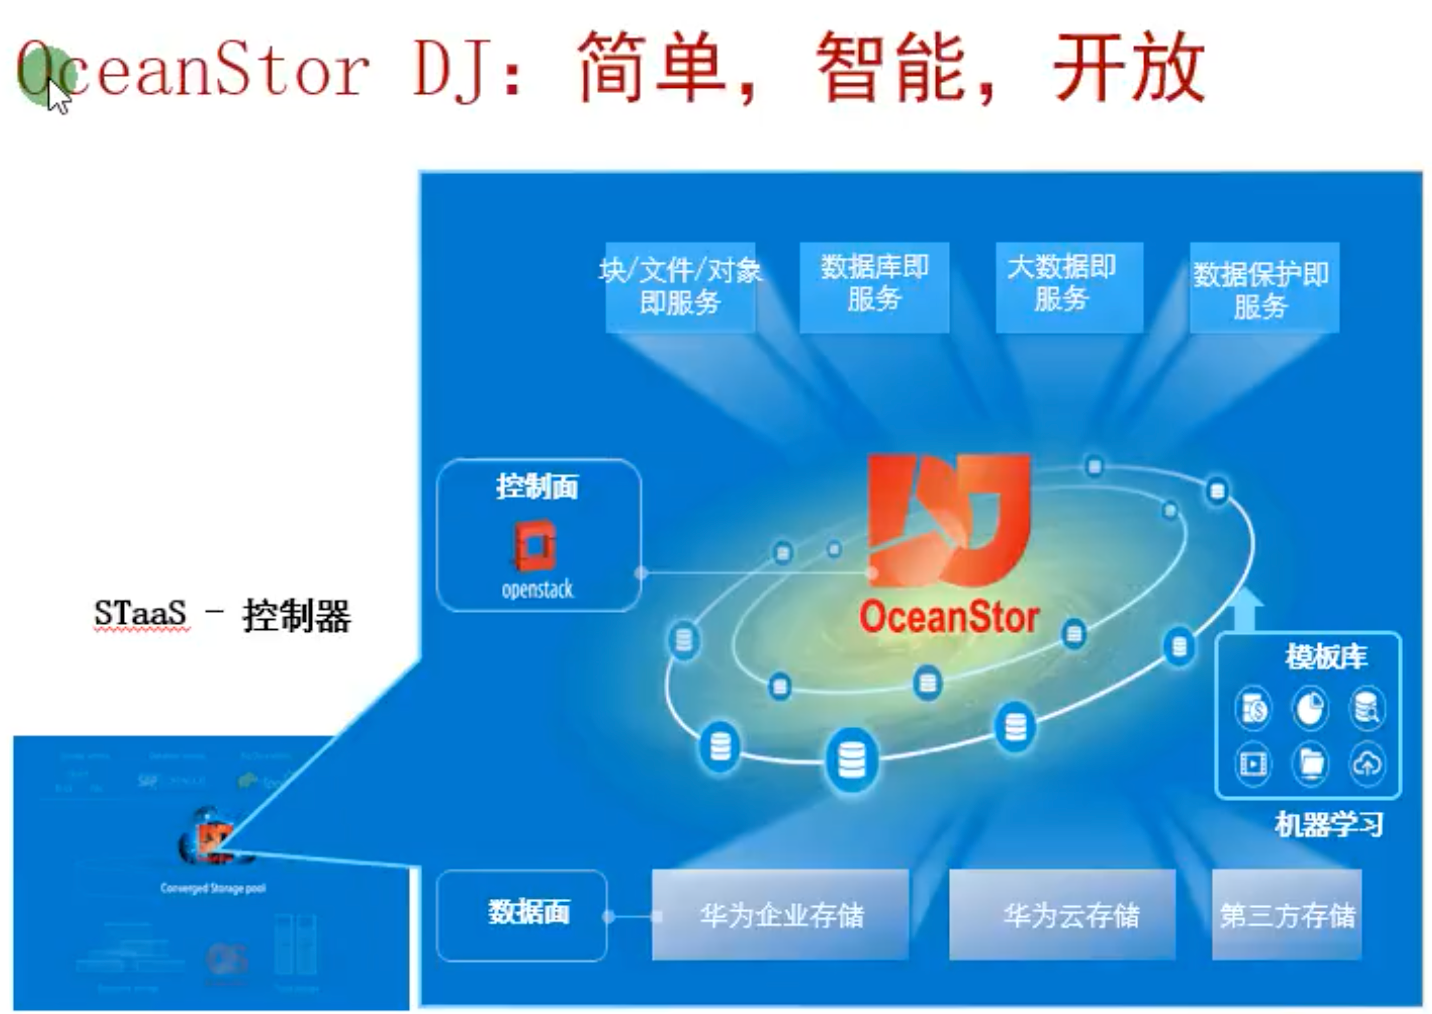 OceanStor DJ：简单，智能，开放
块/文件/对象
即服务
数据库即
服务
大数据即
服务
数据保护即
服务
控制面
openstack
OceanStor
STaaS - 控制器
模板库
机器学习
Converged Storage pool
数据面
华为企业存储
华为云存储
第三方存储